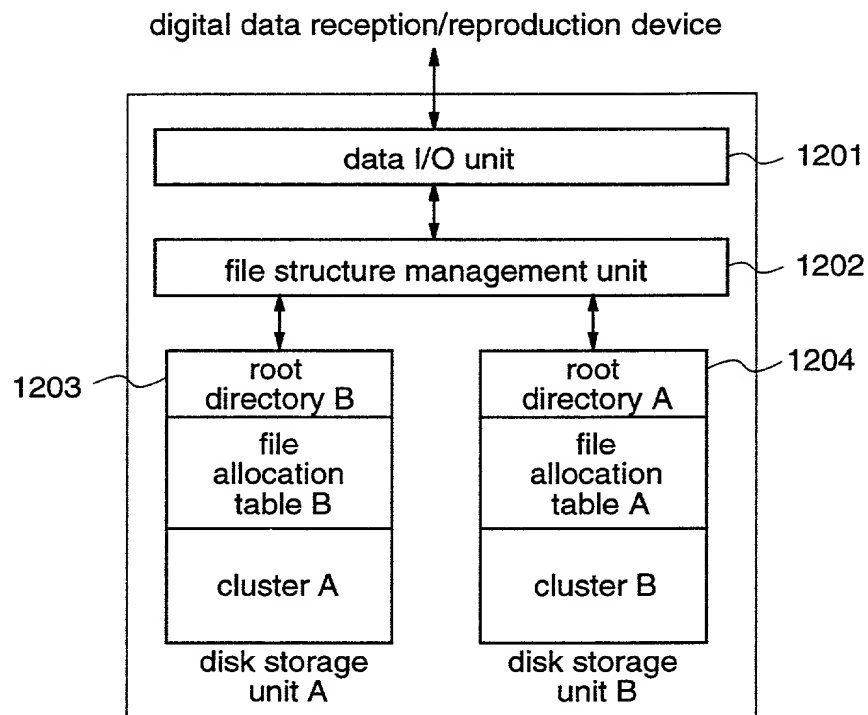 digital data reception/reproduction device
data I/O unit
1201
file structure management unit
1202
1203
root
directory B
file
allocation
table B
cluster A
disk storage
unit A
1204
root
directory A
file
allocation
table A
cluster B
disk storage
unit B